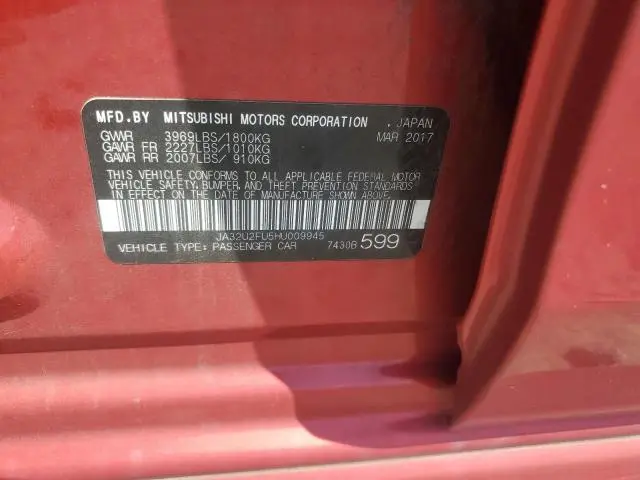 MFD.BY MITSUBISHI MOTORS CORPORATION , JAPAN
GVWR 3969LBS/1800KG MAR 2017
GAWR FR 2227LBS/1010KG
GAWR RR 2007LBS/ 910KG
THIS VEHICLE CONFORMS TO ALL APPLICABLE FEDERAL MOTOR
VEHICLE SAFETY, BUMPER, AND THEFT PREVENTION STANDARDS
IN EFFECT ON THE DATE OF MANUFACTURE SHOWN ABOVE.
JA32U2FU5HU009945
VEHICLE TYPE: PASSENGER CAR 7430B 599